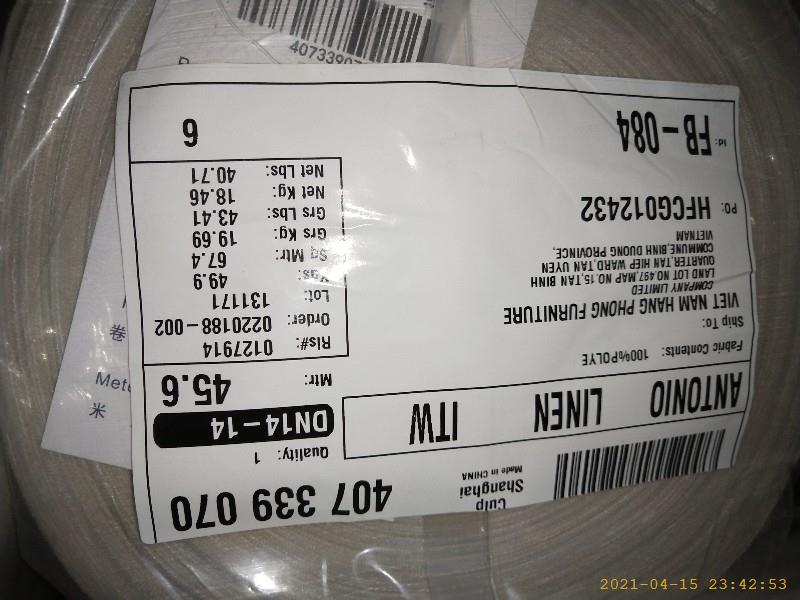 Culp
Shanghai
Made in CHINA
407 339 070
ANTONIO LINEN ITW
Quality: 1
DN14-14
Fabric Contents: 100%POLYE
Mtr: 45.6
Ship To:
VIET NAM HANG PHONG FURNITURE
COMPANY LIMITED
LAND LOT NO 497,MAP NO.15,TAN BINH
QUARTER,TAN HIEP WARD,TAN UYEN
COMMUNE,BINH DUONG PROVINCE,
VIETNAM
Rls#: 0127914
Order: 0220188-002
Lot: 131171
Yds: 49.9
Sq Mtr: 67.4
Grs Kg: 19.69
Grs Lbs: 43.41
Net Kg: 18.46
Net Lbs: 40.71
PO: HFCG012432
Id: FB-084
6
卷
米
2021-04-15 23:42:53